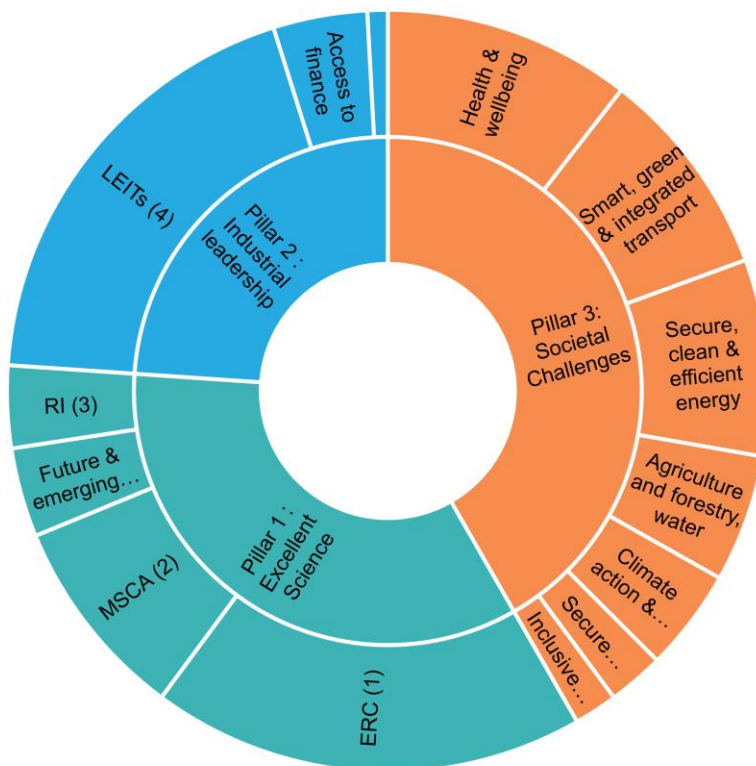 Health &
wellbeing
Smart, green
& integrated
transport
Secure,
clean &
efficient
energy
Agriculture
and forestry,
water
Climate
action &...
Secure...
Inclusive...
Pillar 3:
Societal
Challenges
ERC (1)
MSCA (2)
Future &
emerging...
RI (3)
Pillar 1 :
Excellent
Science
LEITs (4)
Access to
finance
Pillar 2 :
Industrial
leadership